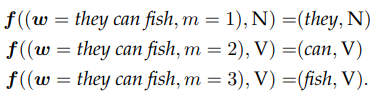 f((w = they can fish, m = 1), N) =(they, N)
f((w = they can fish, m = 2), V) =(can, V)
f((w = they can fish, m = 3), V) =(fish, V).